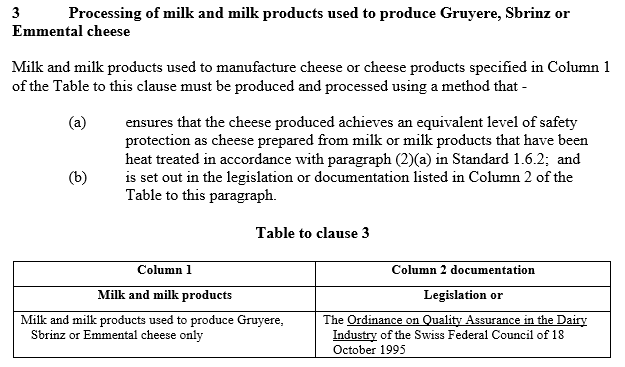 3 Processing of milk and milk products used to produce Gruyere, Sbrinz or
Emmental cheese
Milk and milk products used to manufacture cheese or cheese products specified in Column 1
of the Table to this clause must be produced and processed using a method that -
(a) ensures that the cheese produced achieves an equivalent level of safety
protection as cheese prepared from milk or milk products that have been
heat treated in accordance with paragraph (2)(a) in Standard 1.6.2; and
(b) is set out in the legislation or documentation listed in Column 2 of the
Table to this paragraph.
Table to clause 3
Column 1 Column 2 documentation
Milk and milk products Legislation or
Milk and milk products used to produce Gruyere, The Ordinance on Quality Assurance in the Dairy
Sbrinz or Emmental cheese only Industry of the Swiss Federal Council of 18
October 1995